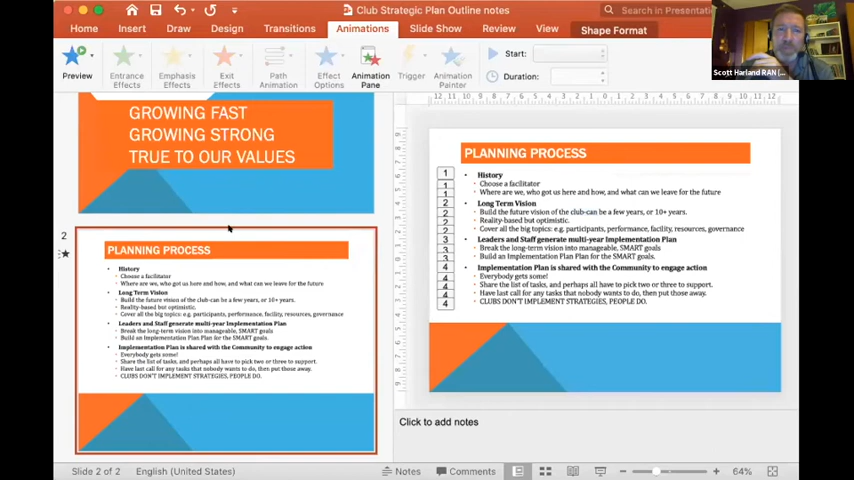 Club Strategic Plan Outline notes
Search in Presentation
Home Insert Draw Design Transitions Animations Slide Show Review View Shape Format
Preview Entrance Effects Emphasis Effects Exit Effects Path Animation Effect Options Animation Pane Trigger Animation Painter
Start:
Duration:
Scott Harland RAN (...
GROWING FAST
GROWING STRONG
TRUE TO OUR VALUES
2
PLANNING PROCESS
• History
• Choose a facilitator
• Where are we, who got us here and how, and what can we leave for the future
• Long Term Vision
• Build the future vision of the club-can be a few years, or 10+ years.
• Reality-based but optimistic.
• Cover all the big topics: e.g. participants, performance, facility, resources, governance
• Leaders and Staff generate multi-year Implementation Plan
• Break the long-term vision into manageable, SMART goals
• Build an Implementation Plan Plan for the SMART goals.
• Implementation Plan is shared with the Community to engage action
• Everybody gets some!
• Share the list of tasks, and perhaps all have to pick two or three to support.
• Have last call for any tasks that nobody wants to do, then put those away.
• CLUBS DON'T IMPLEMENT STRATEGIES, PEOPLE DO.
PLANNING PROCESS
1 • History
1 • Choose a facilitator
1 • Where are we, who got us here and how, and what can we leave for the future
2 • Long Term Vision
2 • Build the future vision of the club-can be a few years, or 10+ years.
2 • Reality-based but optimistic.
2 • Cover all the big topics: e.g. participants, performance, facility, resources, governance
3 • Leaders and Staff generate multi-year Implementation Plan
3 • Break the long-term vision into manageable, SMART goals
3 • Build an Implementation Plan Plan for the SMART goals.
4 • Implementation Plan is shared with the Community to engage action
4 • Everybody gets some!
4 • Share the list of tasks, and perhaps all have to pick two or three to support.
4 • Have last call for any tasks that nobody wants to do, then put those away.
4 • CLUBS DON'T IMPLEMENT STRATEGIES, PEOPLE DO.
Click to add notes
Slide 2 of 2 English (United States) Notes Comments 64%